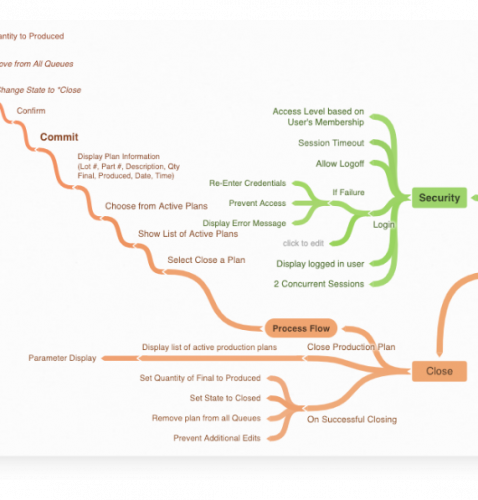 antity to Produced
ove from All Queues
hange State to "Close
Confirm
Commit
Display Plan Information
(Lot #, Part #, Description, Qty
Final, Produced, Date, Time)
Choose from Active Plans
Show List of Active Plans
Select Close a Plan
Process Flow
Access Level based on
User's Membership
Session Timeout
Allow Logoff
Re-Enter Credentials
If Failure
Prevent Access
Display Error Message
click to edit
Login
Display logged in user
2 Concurrent Sessions
Security
Close Production Plan
Display list of active production plans
Parameter Display
Close
Set Quantity of Final to Produced
Set State to Closed
Remove plan from all Queues
Prevent Additional Edits
On Successful Closing